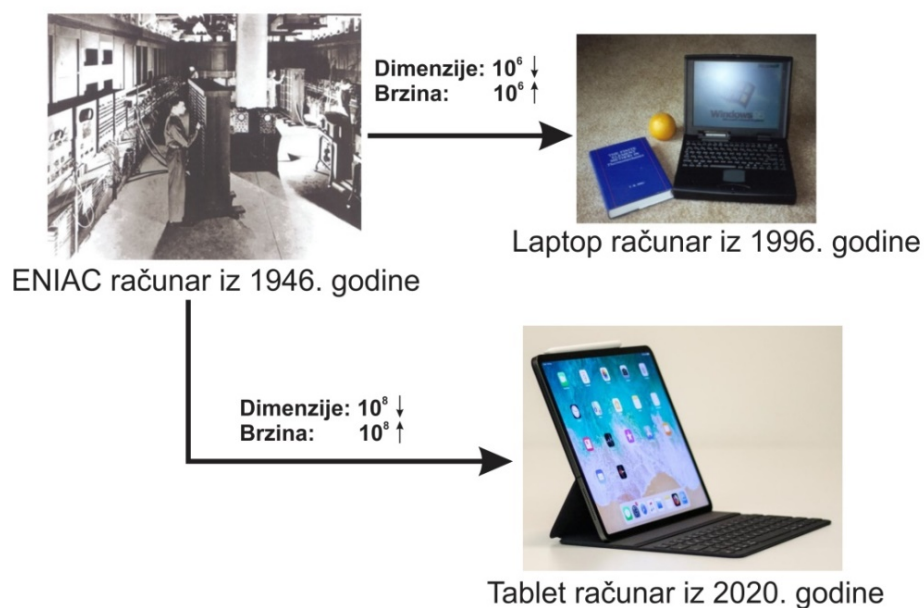 Dimenzije: 10⁶ ↓
Brzina: 10⁶ ↑
Windows
Laptop računar iz 1996. godine
ENIAC računar iz 1946. godine
Dimenzije: 10⁸ ↓
Brzina: 10⁸ ↑
Tablet računar iz 2020. godine